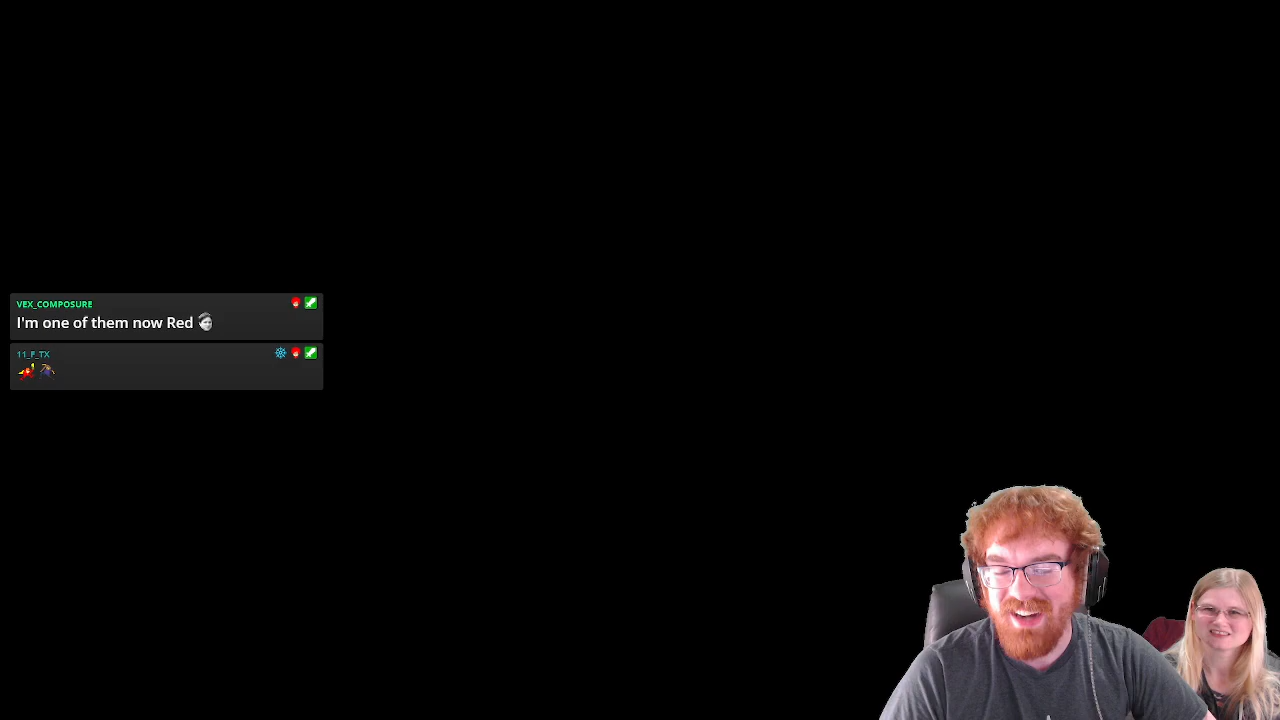 VEX_COMPOSURE
I'm one of them now Red
11_F_TX